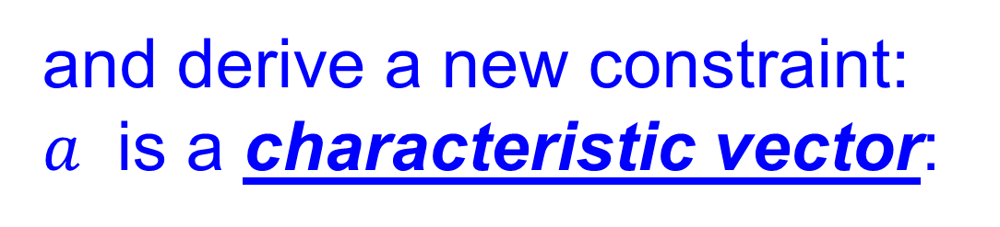 and derive a new constraint:
𝑎 is a characteristic vector: